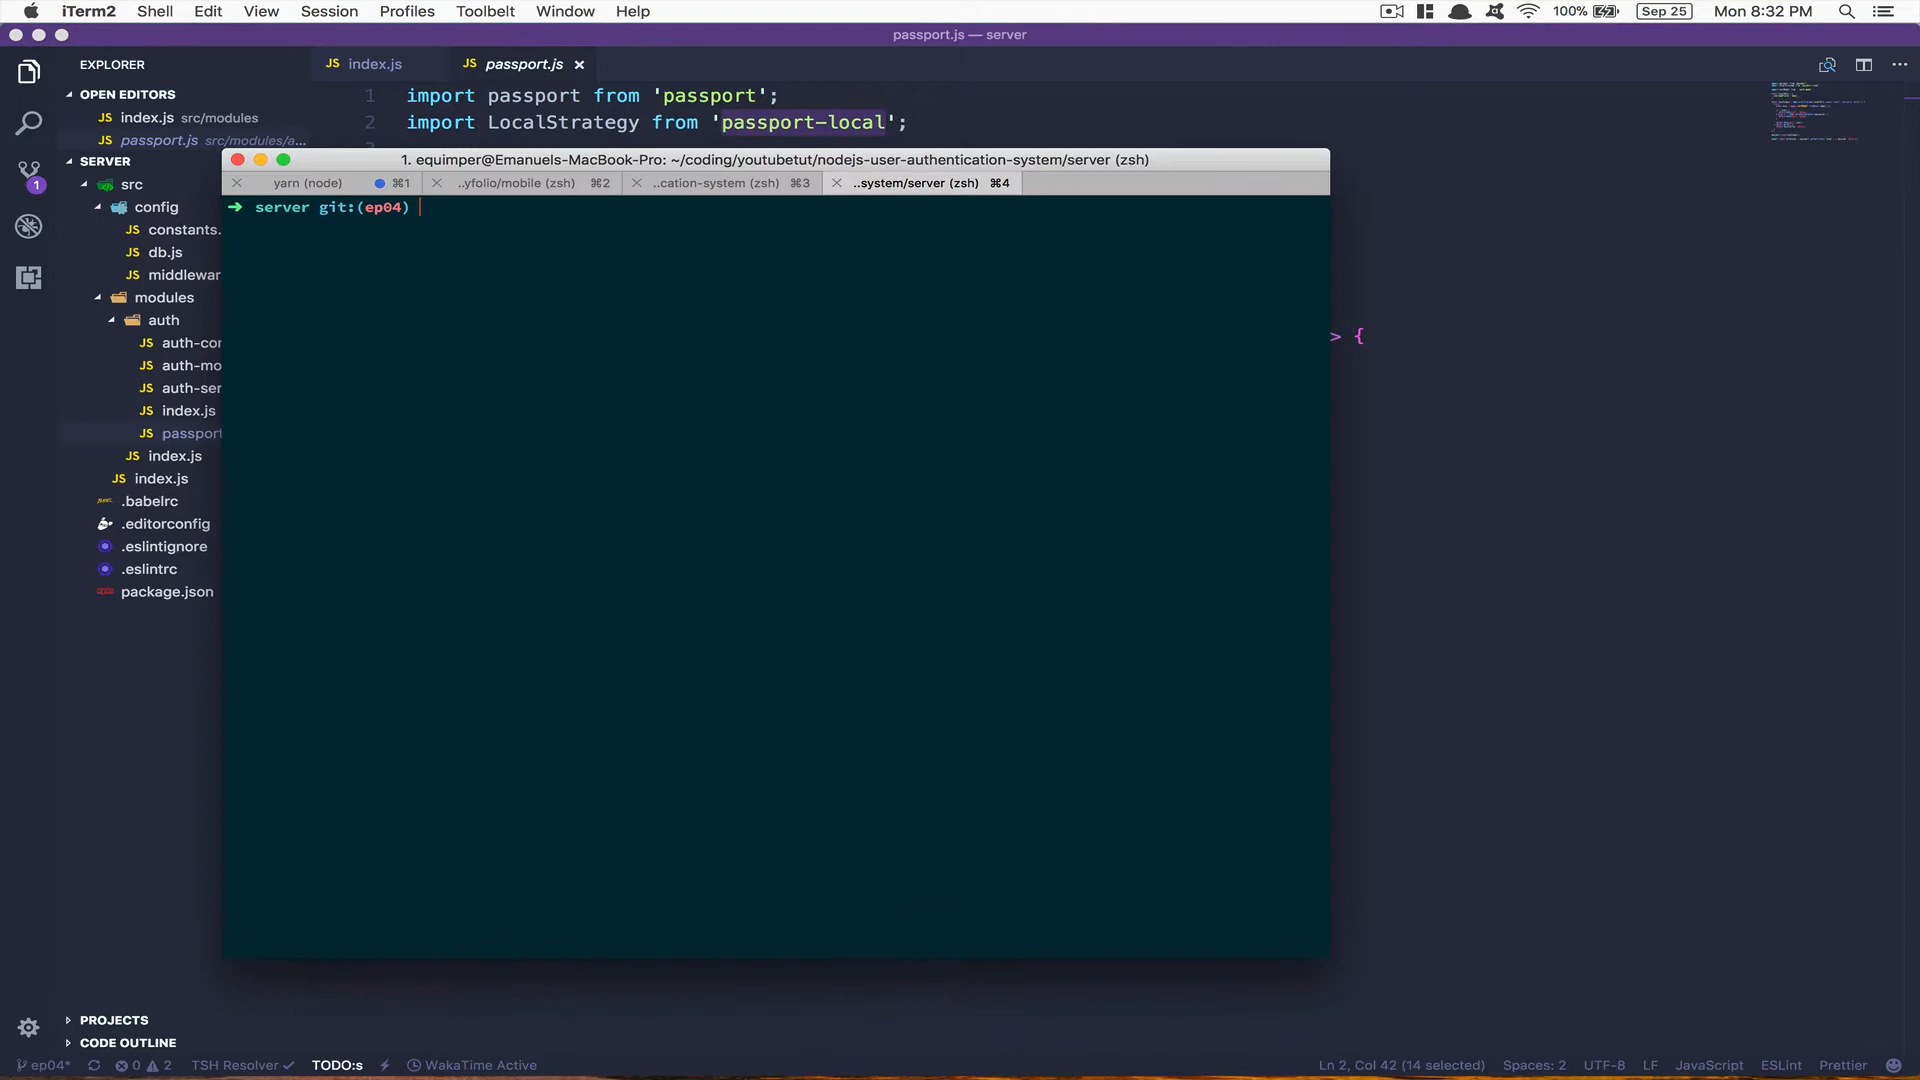 iTerm2 Shell Edit View Session Profiles Toolbelt Window Help 100% Sep 25 Mon 8:32 PM
passport.js — server
EXPLORER
JS index.js JS passport.js
OPEN EDITORS
JS index.js src/modules
JS passport.js src/modules/a...
1 import passport from 'passport';
2 import LocalStrategy from 'passport-local';
SERVER
1
src
config
JS constants.
JS db.js
JS middlewar
modules
auth
JS auth-cor
JS auth-mo
JS auth-ser
JS index.js
JS passport
JS index.js
JS index.js
.babelrc
.editorconfig
.eslintignore
.eslintrc
package.json
1. equimper@Emanuels-MacBook-Pro: ~/coding/youtubetut/nodejs-user-authentication-system/server (zsh)
yarn (node) ⌘1 ..yfolio/mobile (zsh) ⌘2 ..cation-system (zsh) ⌘3 ..system/server (zsh) ⌘4
➜ server git:(ep04)
> {
PROJECTS
CODE OUTLINE
ep04* 0 2 TSH Resolver ✓ TODO:s WakaTime Active Ln 2, Col 42 (14 selected) Spaces: 2 UTF-8 LF JavaScript ESLint Prettier